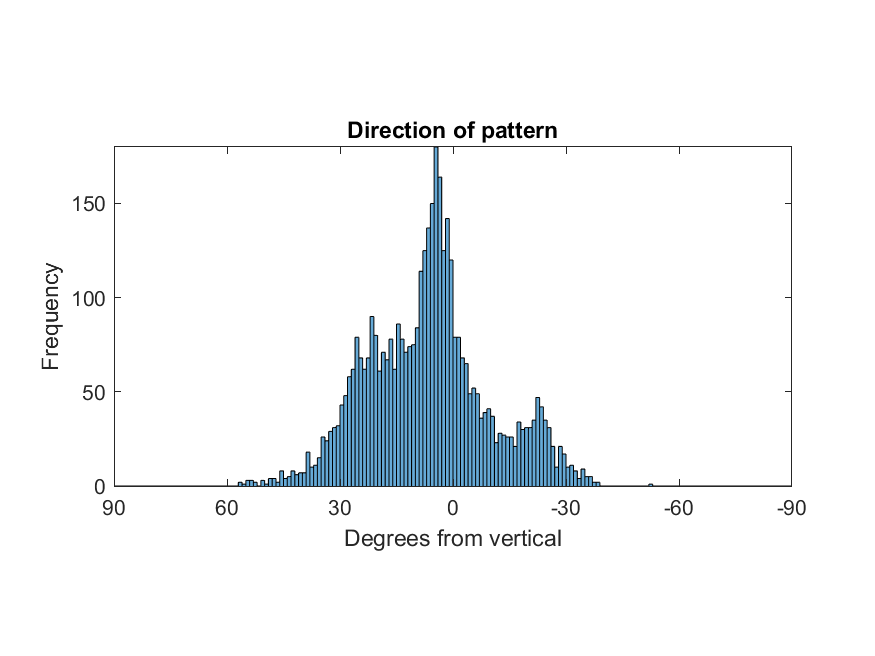 Direction of pattern
150
100
50
0
Frequency
90 60 30 0 -30 -60 -90
Degrees from vertical